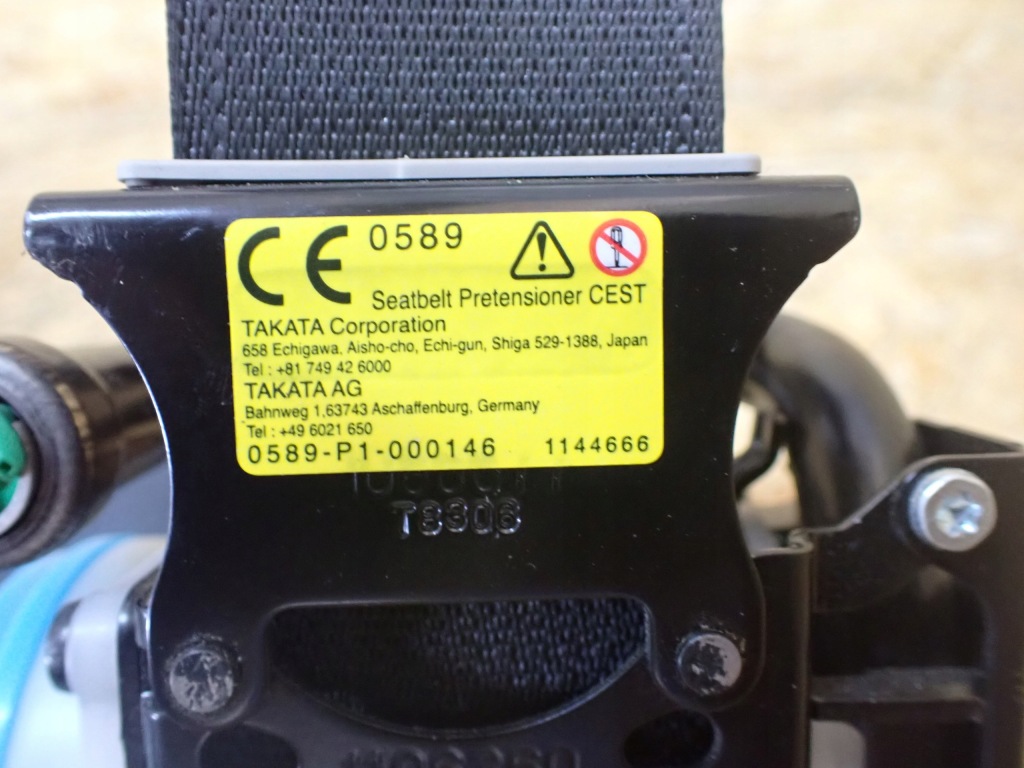 CE 0589
Seatbelt Pretensioner CEST
TAKATA Corporation
658 Echigawa, Aisho-cho, Echi-gun, Shiga 529-1388, Japan
Tel : +81 749 42 6000
TAKATA AG
Bahnweg 1,63743 Aschaffenburg, Germany
Tel : +49 6021 650
0589-P1-000146 1144666
T8306